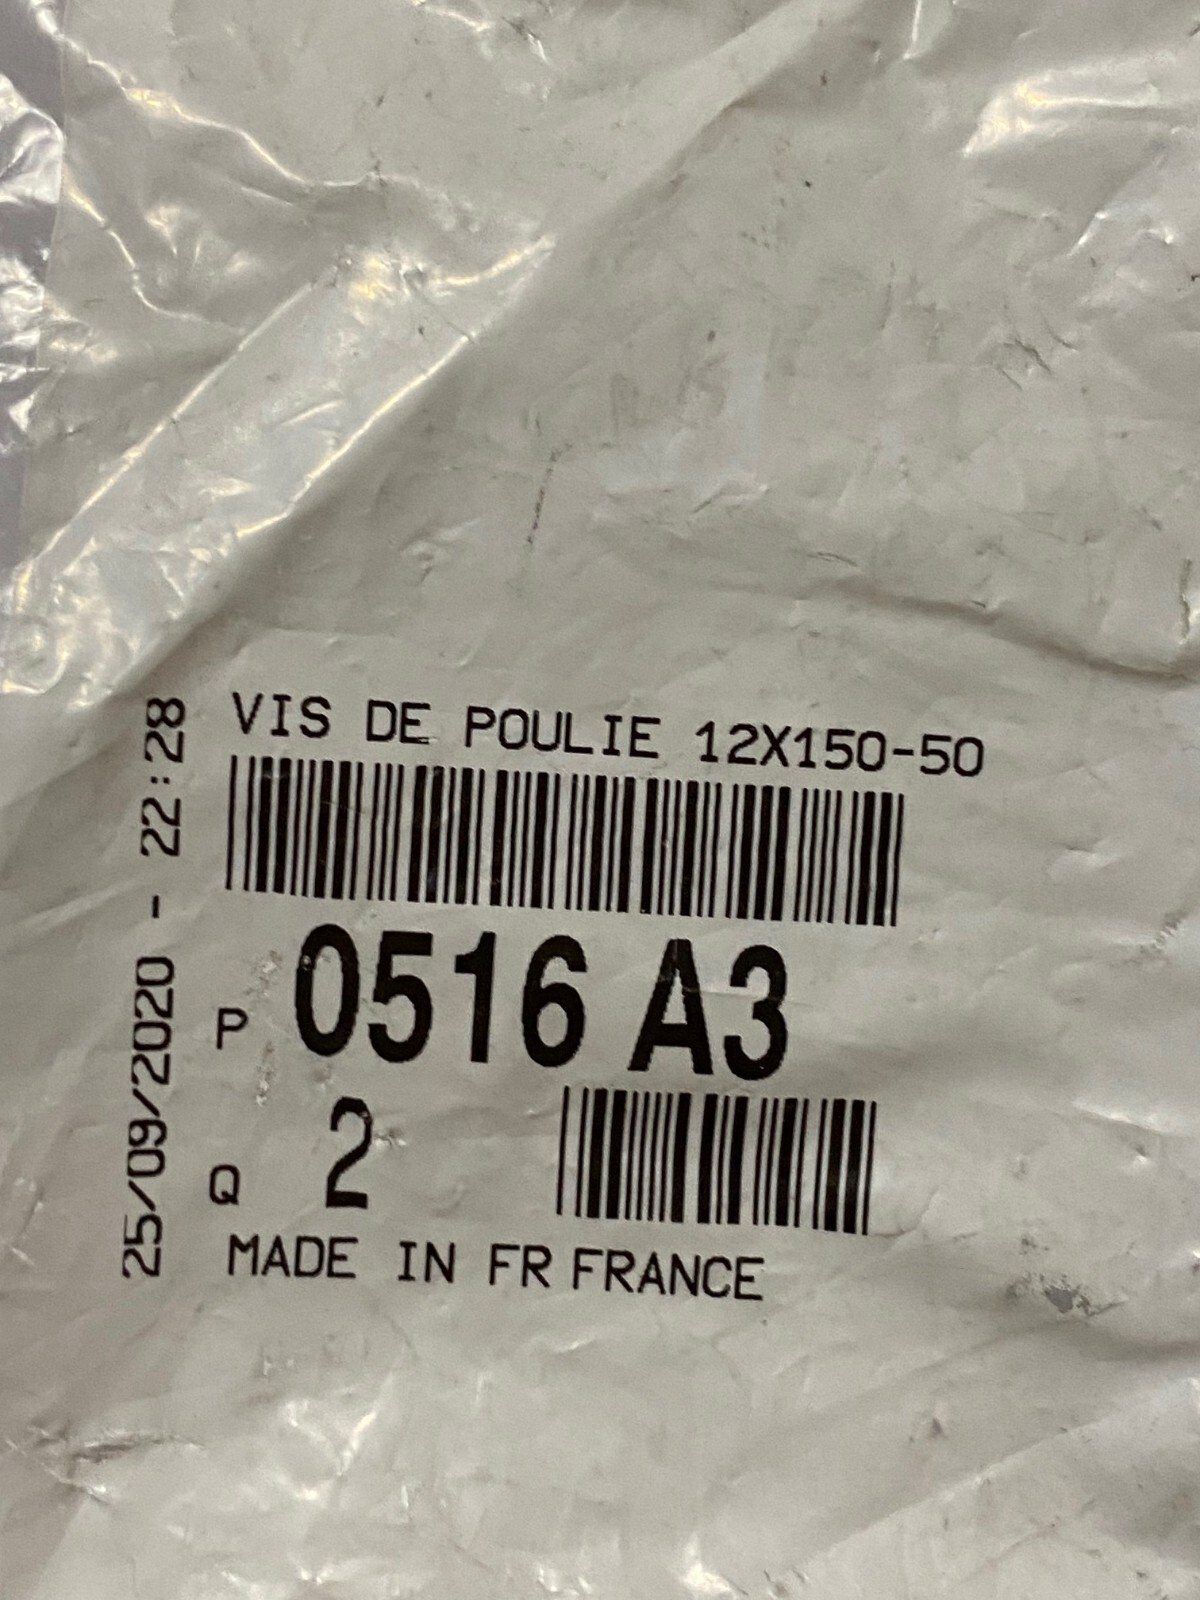 VIS DE POULIE 12X150-50
P 0516 A3
Q 2
MADE IN FR FRANCE
25/09/2020 - 22:28